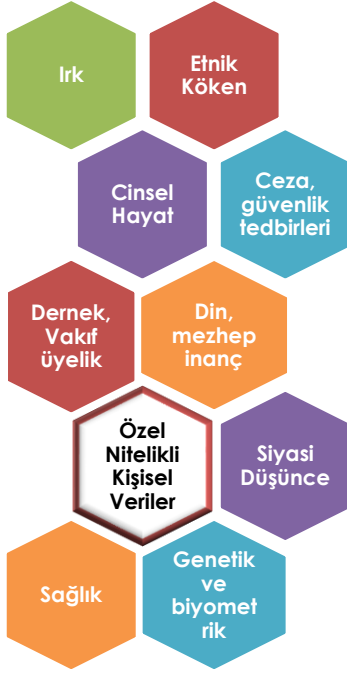 Irk
Etnik
Köken
Cinsel
Hayat
Ceza,
güvenlik
tedbirleri
Dernek,
Vakıf
üyelik
Din,
mezhep
inanç
Özel
Nitelikli
Kişisel
Veriler
Siyasi
Düşünce
Sağlık
Genetik
ve
biyomet
rik